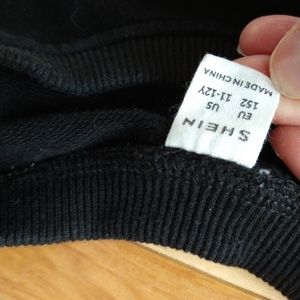 SHEIN
EU US
152 11-12Y
MADE IN CHINA